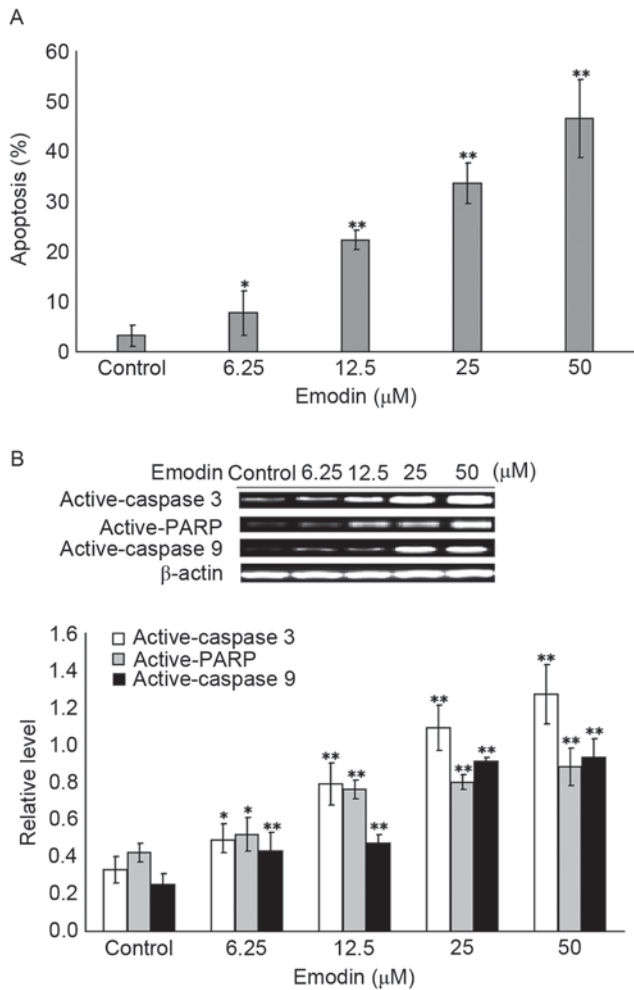 A
60
50
40
30
20
10
0
Apoptosis (%)
* ** ** **
Control 6.25 12.5 25 50
Emodin (μM)
B
Emodin Control 6.25 12.5 25 50 (μM)
Active-caspase 3
Active-PARP
Active-caspase 9
β-actin
1.6
1.4
1.2
1.0
0.8
0.6
0.4
0.2
0.0
Relative level
Active-caspase 3
Active-PARP
Active-caspase 9
* * ** ** ** ** ** ** ** ** ** **
Control 6.25 12.5 25 50
Emodin (μM)